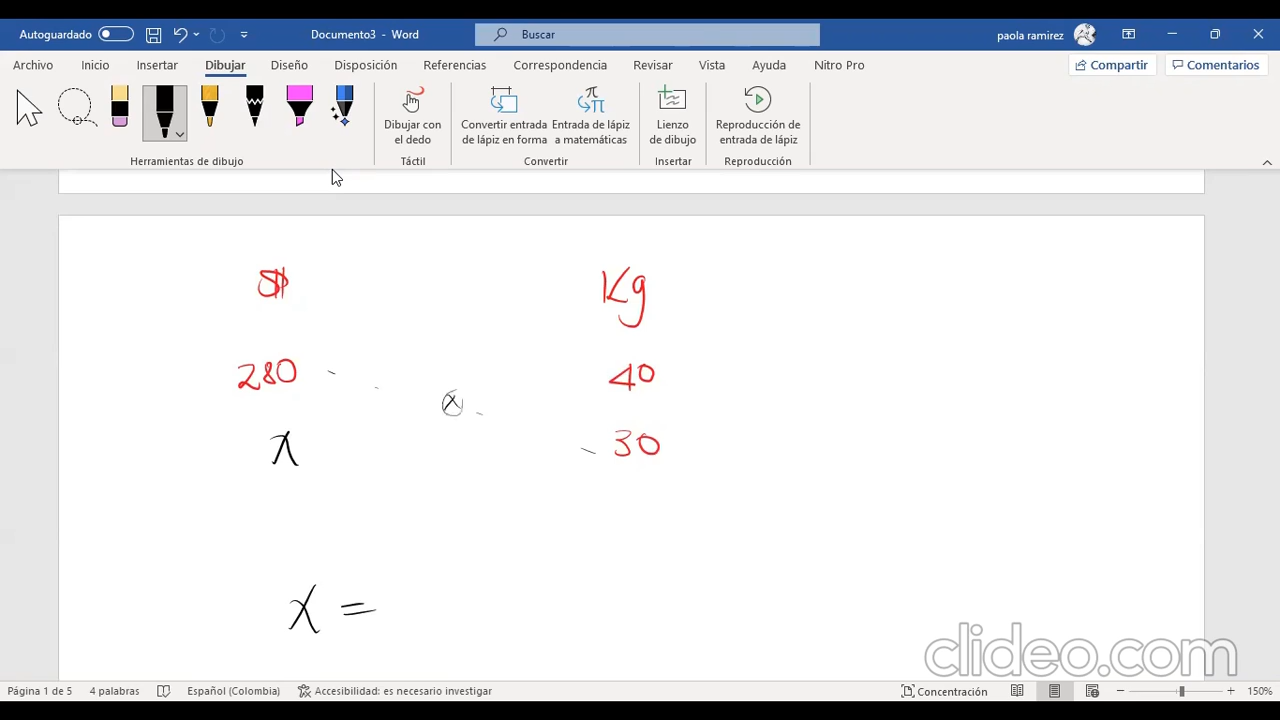 Autoguardado Documento3 - Word Buscar paola ramirez
Archivo Inicio Insertar Dibujar Diseño Disposición Referencias Correspondencia Revisar Vista Ayuda Nitro Pro Compartir Comentarios
Dibujar con el dedo
Convertir entrada de lápiz en forma
Entrada de lápiz a matemáticas
Lienzo de dibujo
Reproducción de entrada de lápiz
Herramientas de dibujo Táctil Convertir Insertar Reproducción
$ Kg
280 40
x
x 30
x =
clideo.com
Página 1 de 5 4 palabras Español (Colombia) Accesibilidad: es necesario investigar Concentración 150%